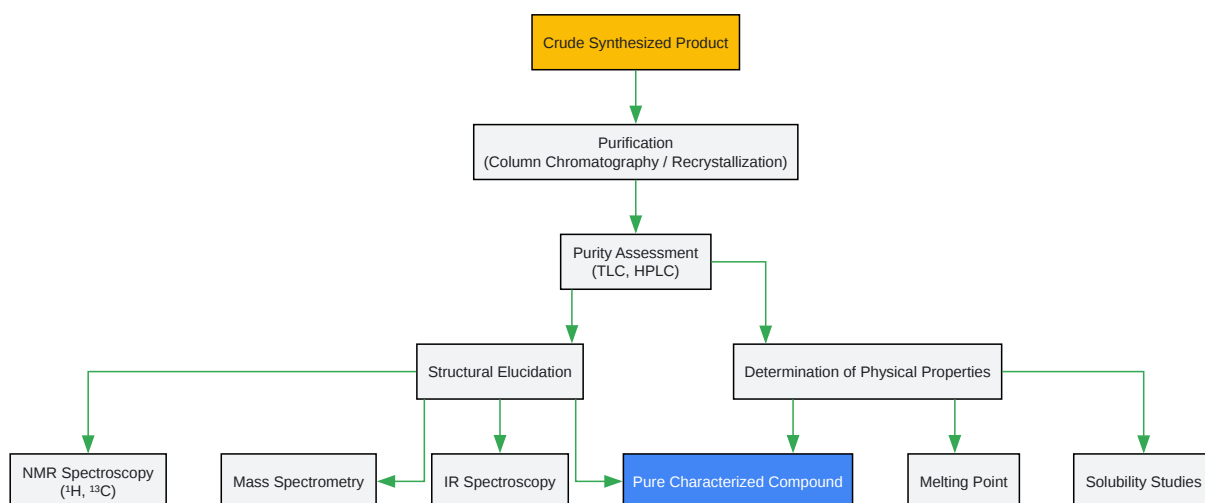 Crude Synthesized Product
Purification
(Column Chromatography / Recrystallization)
Purity Assessment
(TLC, HPLC)
Structural Elucidation
Determination of Physical Properties
NMR Spectroscopy
(¹H, ¹³C)
Mass Spectrometry
IR Spectroscopy
Pure Characterized Compound
Melting Point
Solubility Studies